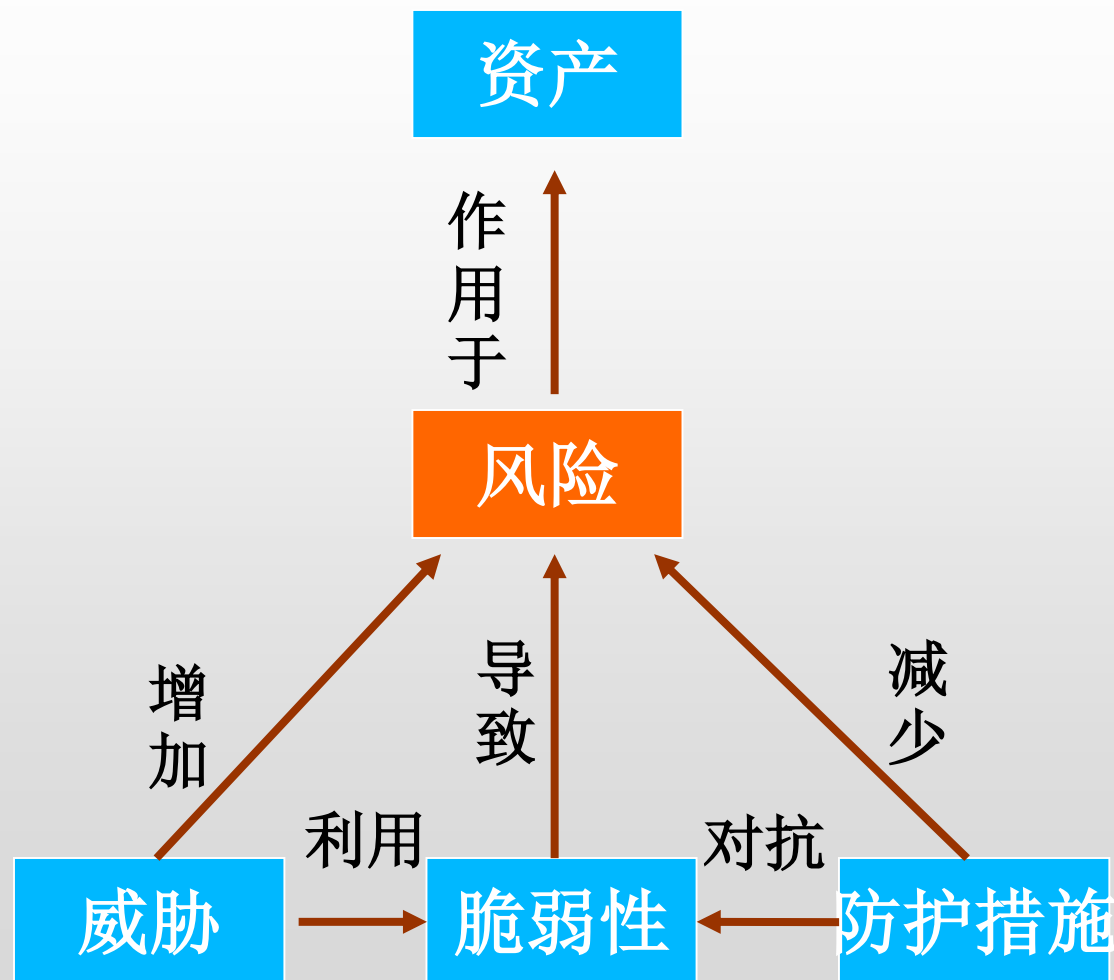 资产
作用于
风险
增加
导致
减少
利用
对抗
威胁
脆弱性
防护措施